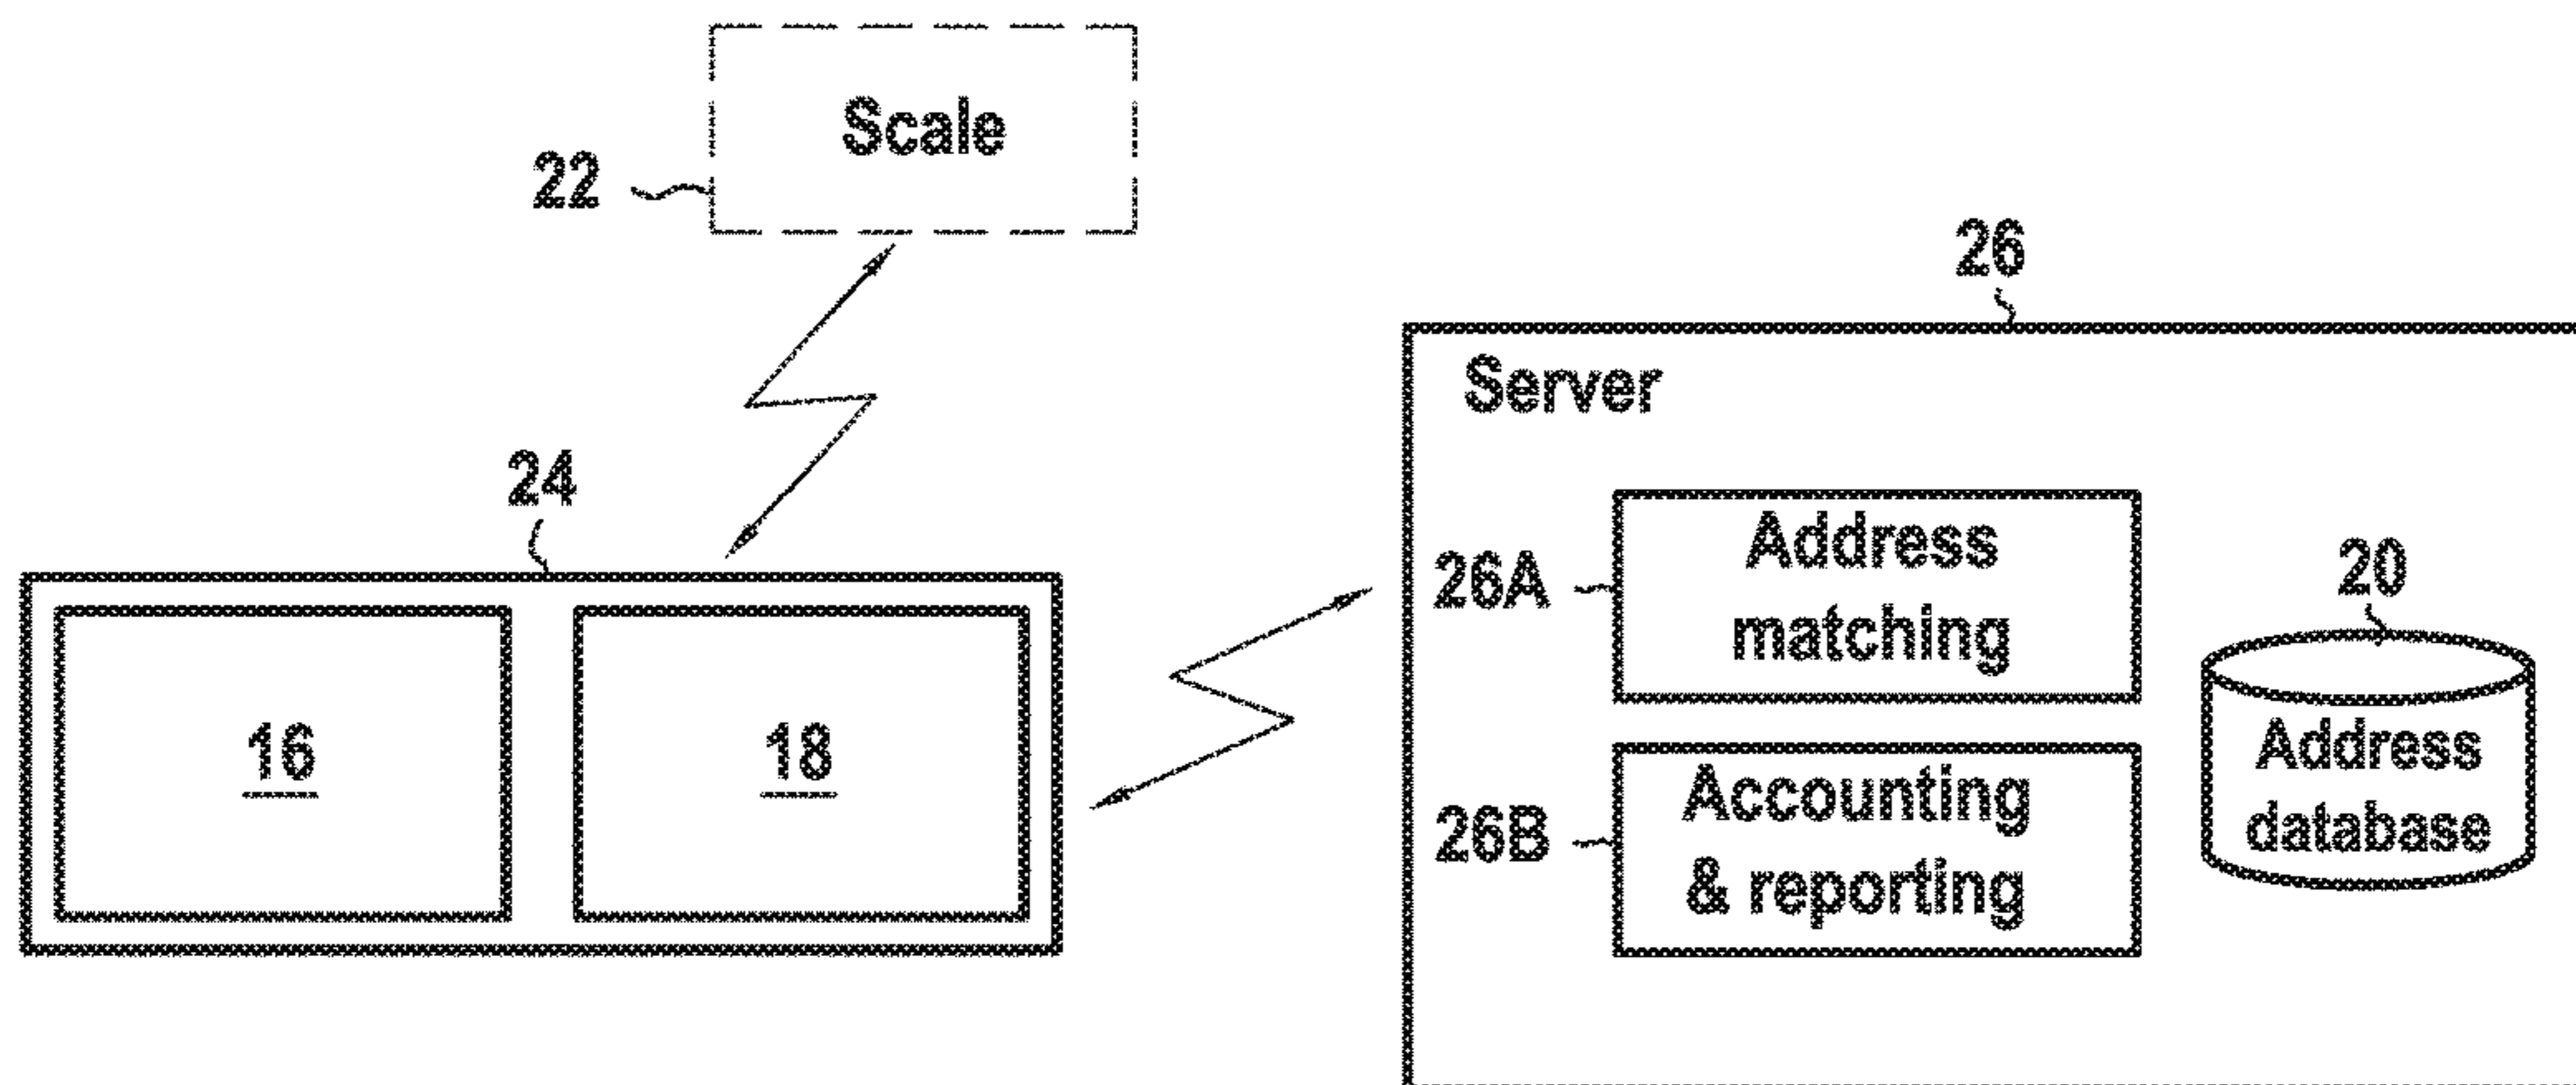 Scale
22
26
Server
24
Address
matching
26A
20
16
18
Address
database
Accounting
& reporting
26B